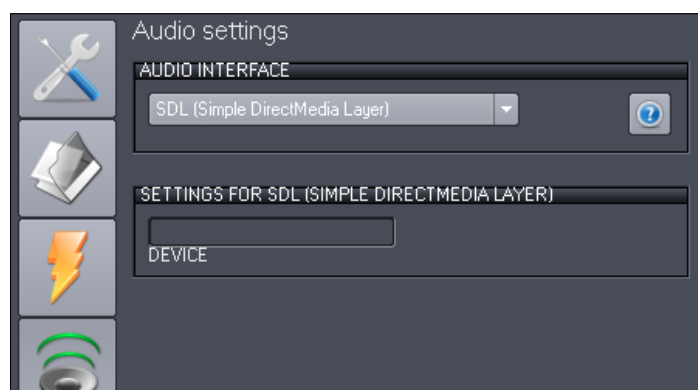 Audio settings
AUDIO INTERFACE
SDL (Simple DirectMedia Layer)
?
SETTINGS FOR SDL (SIMPLE DIRECTMEDIA LAYER)
DEVICE